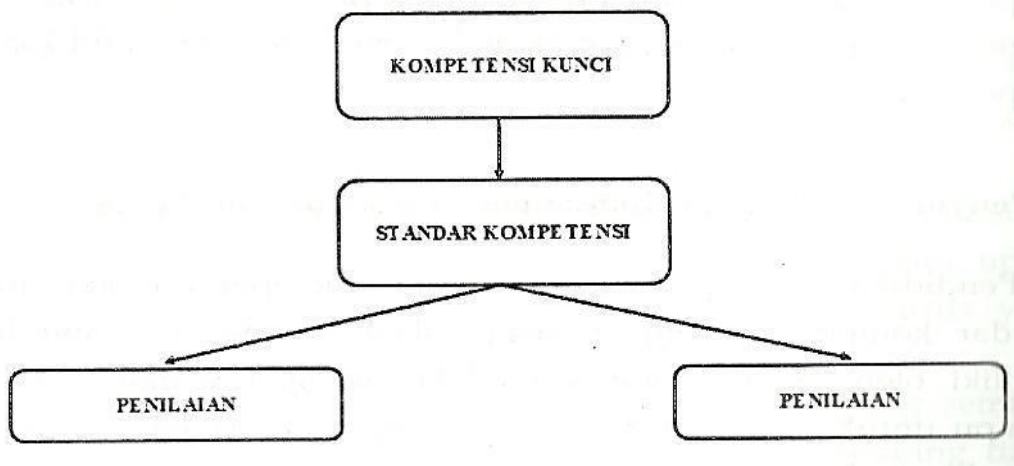 KOMPETENSI KUNCI
STANDAR KOMPETENSI
PENILAIAN
PENILAIAN